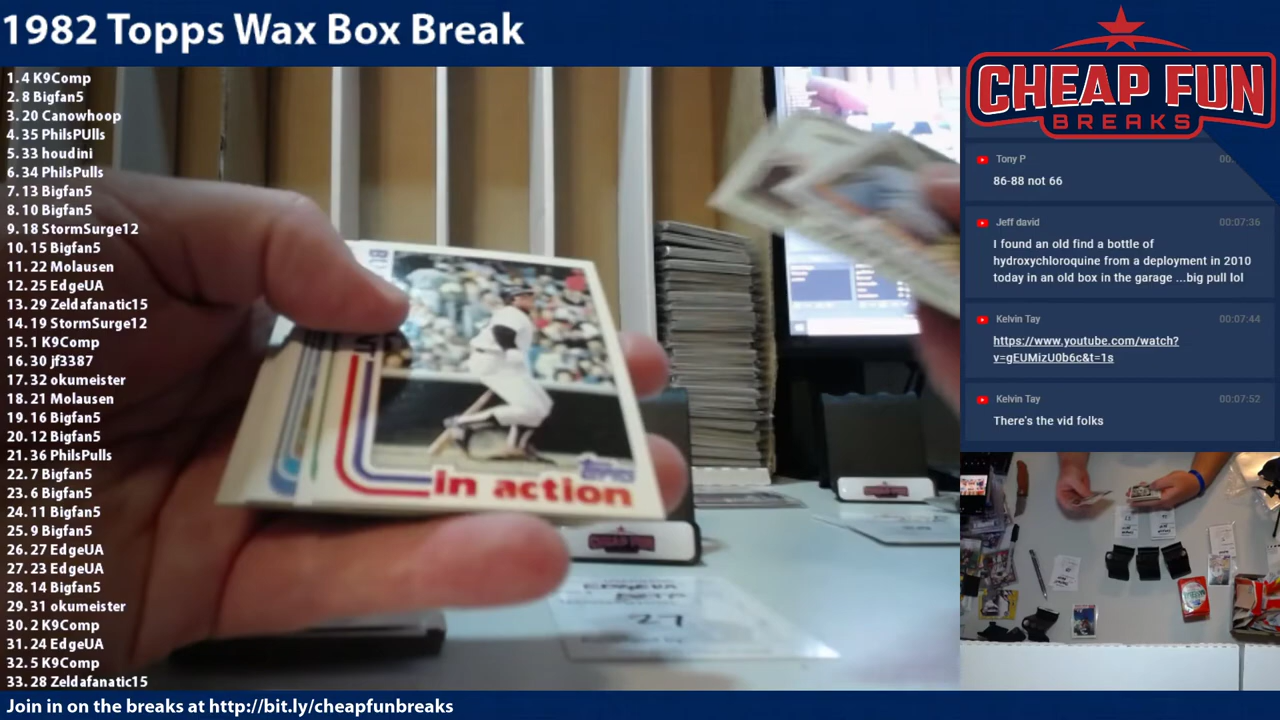 1982 Topps Wax Box Break
1. 4 K9Comp
2. 8 Bigfan5
3. 20 Canowhoop
4. 35 PhilsPUlls
5. 33 houdini
6. 34 PhilsPulls
7. 13 Bigfan5
8. 10 Bigfan5
9. 18 StormSurge12
10. 15 Bigfan5
11. 22 Molausen
12. 25 EdgeUA
13. 29 Zeldafanatic15
14. 19 StormSurge12
15. 1 K9Comp
16. 30 jf3387
17. 32 okumeister
18. 21 Molausen
19. 16 Bigfan5
20. 12 Bigfan5
21. 36 PhilsPulls
22. 7 Bigfan5
23. 6 Bigfan5
24. 11 Bigfan5
25. 9 Bigfan5
26. 27 EdgeUA
27. 23 EdgeUA
28. 14 Bigfan5
29. 31 okumeister
30. 2 K9Comp
31. 24 EdgeUA
32. 5 K9Comp
33. 28 Zeldafanatic15
Topps
in action
CHEAP FUN
27
CHEAP FUN
BREAKS
Tony P 00:
86-88 not 66
Jeff david 00:07:36
I found an old find a bottle of
hydroxychloroquine from a deployment in 2010
today in an old box in the garage ...big pull lol
Kelvin Tay 00:07:44
https://www.youtube.com/watch?
v=gEUMizU0b6c&t=1s
Kelvin Tay 00:07:52
There's the vid folks
Join in on the breaks at http://bit.ly/cheapfunbreaks